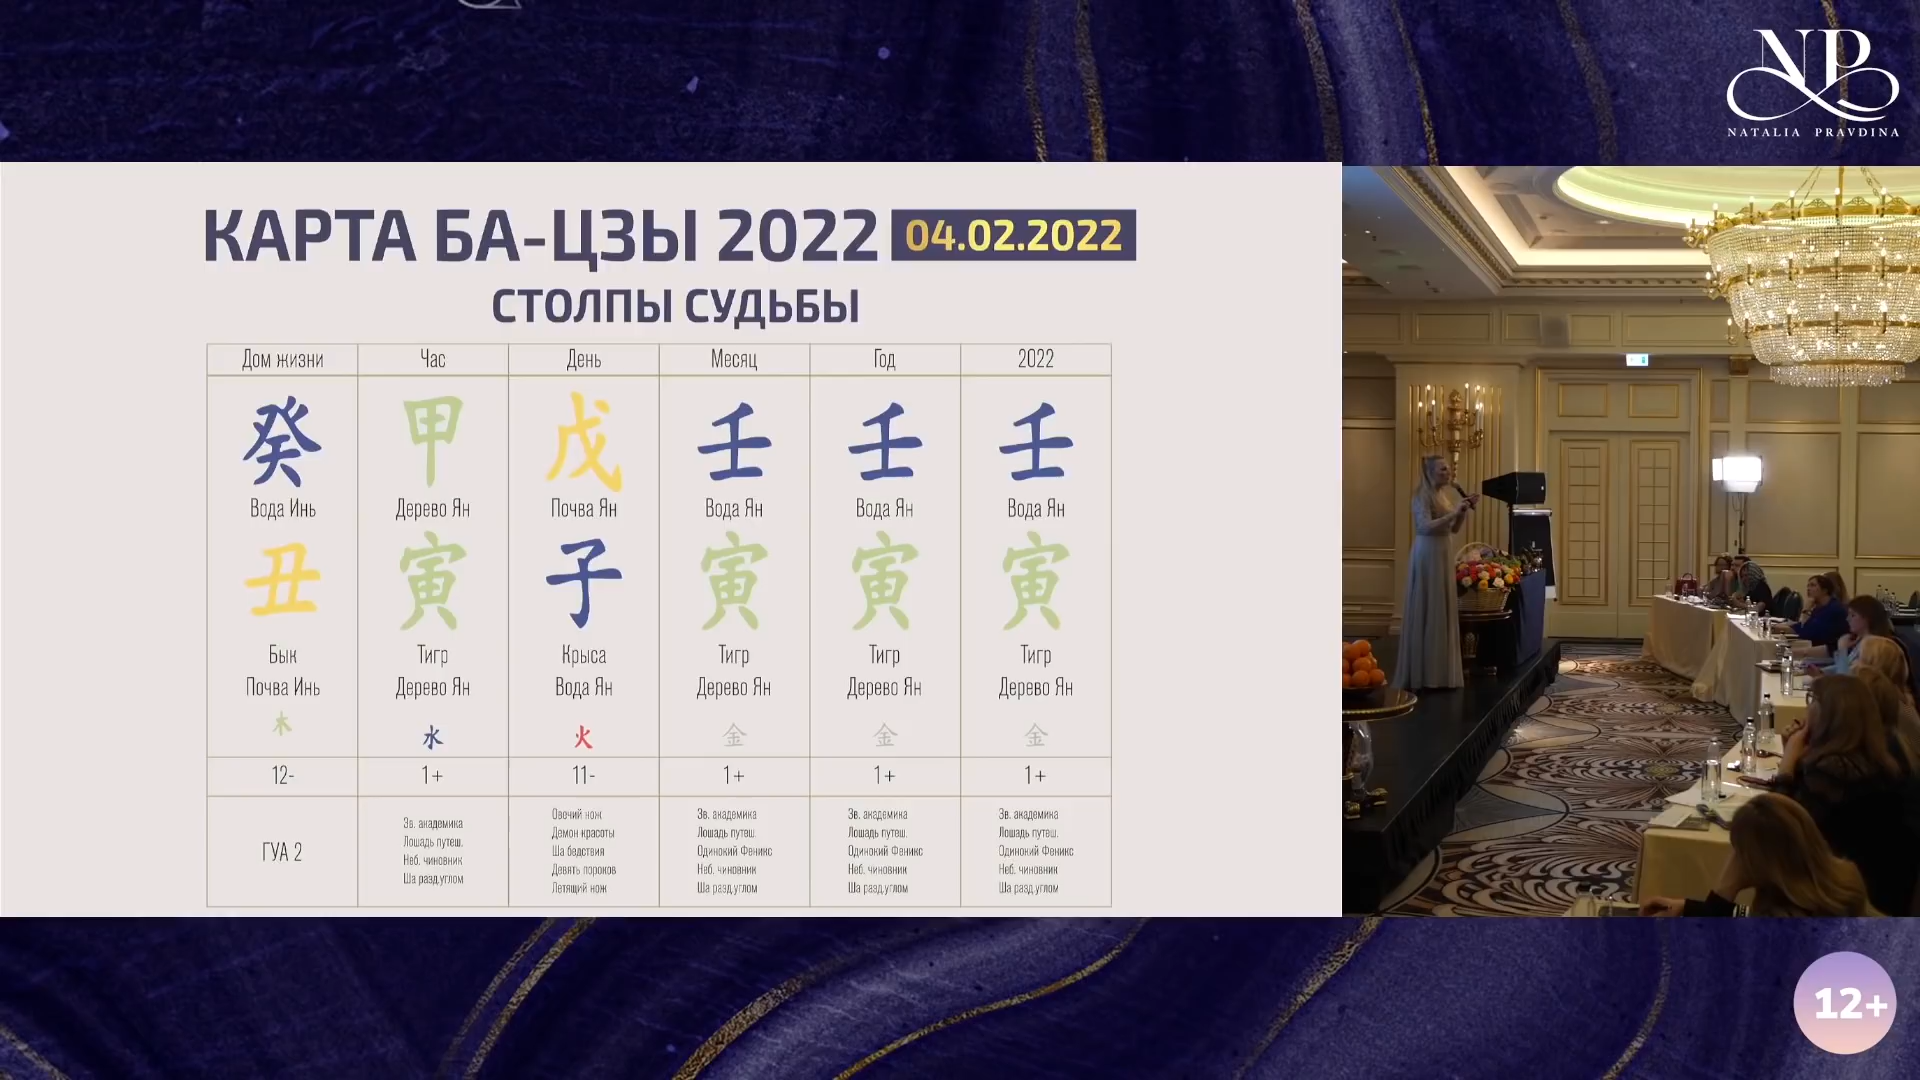 NP
NATALIA PRAVDINA
КАРТА БА-ЦЗЫ 2022 04.02.2022
СТОЛПЫ СУДЬБЫ
Дом жизни Час День Месяц Год 2022
癸 甲 戊 壬 壬 壬
Вода Инь Дерево Ян Почва Ян Вода Ян Вода Ян Вода Ян
丑 寅 子 寅 寅 寅
Бык Тигр Крыса Тигр Тигр Тигр
Почва Инь Дерево Ян Вода Ян Дерево Ян Дерево Ян Дерево Ян
木 水 火 金 金 金
12- 1+ 11- 1+ 1+ 1+
ГУА 2
Зв. академика
Лошадь путеш.
Неб. чиновник
Ша разд.углом
Овечий нож
Демон красоты
Ша бедствия
Девять пороков
Летящий нож
Зв. академика
Лошадь путеш.
Одинокий Феникс
Неб. чиновник
Ша разд.углом
Зв. академика
Лошадь путеш.
Одинокий Феникс
Неб. чиновник
Ша разд.углом
Зв. академика
Лошадь путеш.
Одинокий Феникс
Неб. чиновник
Ша разд.углом
12+